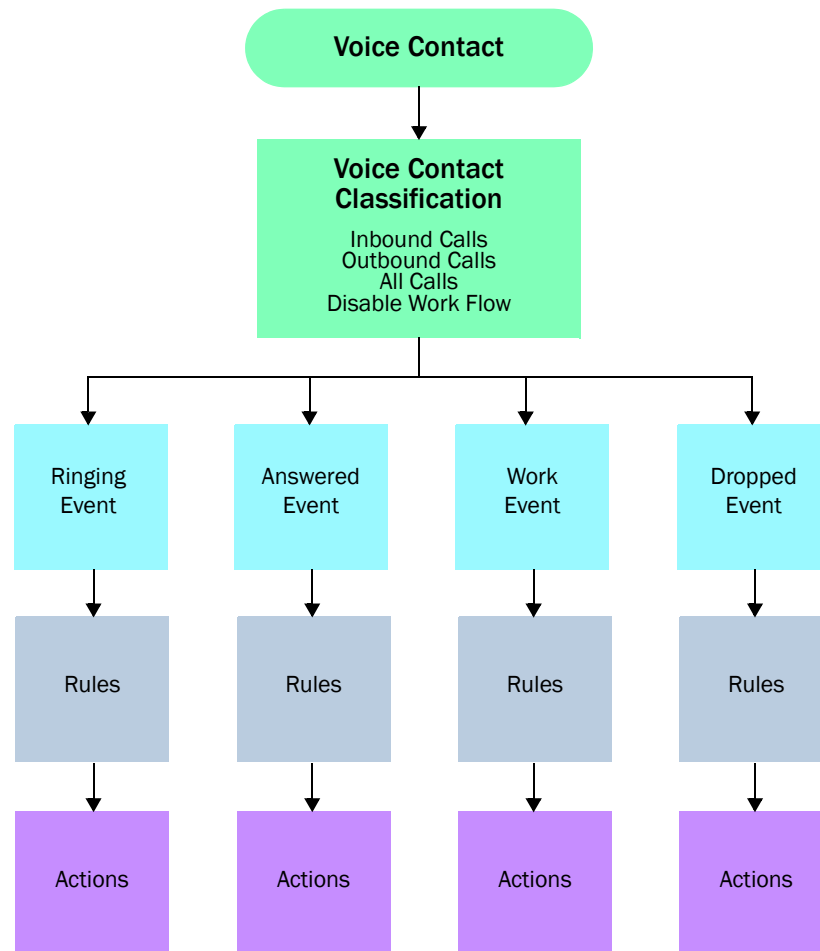 Voice Contact
Voice Contact
Classification
Inbound Calls
Outbound Calls
All Calls
Disable Work Flow
Ringing
Event
Answered
Event
Work
Event
Dropped
Event
Rules
Rules
Rules
Rules
Actions
Actions
Actions
Actions